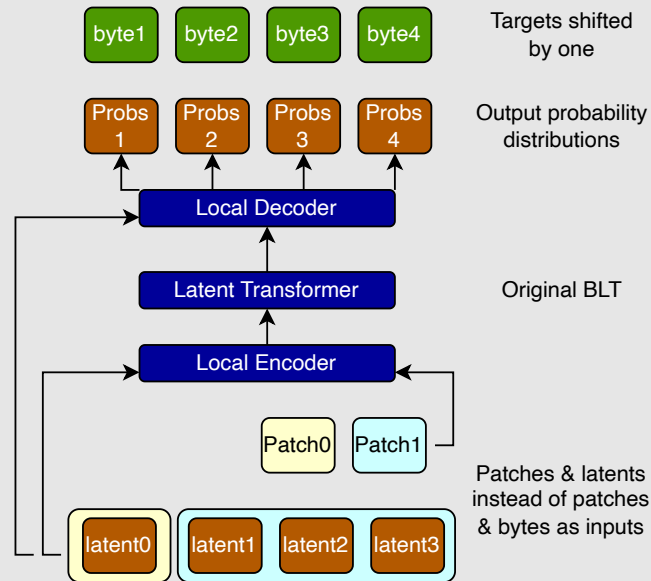 byte1 byte2 byte3 byte4
Targets shifted
by one
Probs Probs Probs Probs
1 2 3 4
Output probability
distributions
Local Decoder
Latent Transformer
Original BLT
Local Encoder
Patch0 Patch1
Patches & latents
instead of patches
& bytes as inputs
latent0 latent1 latent2 latent3